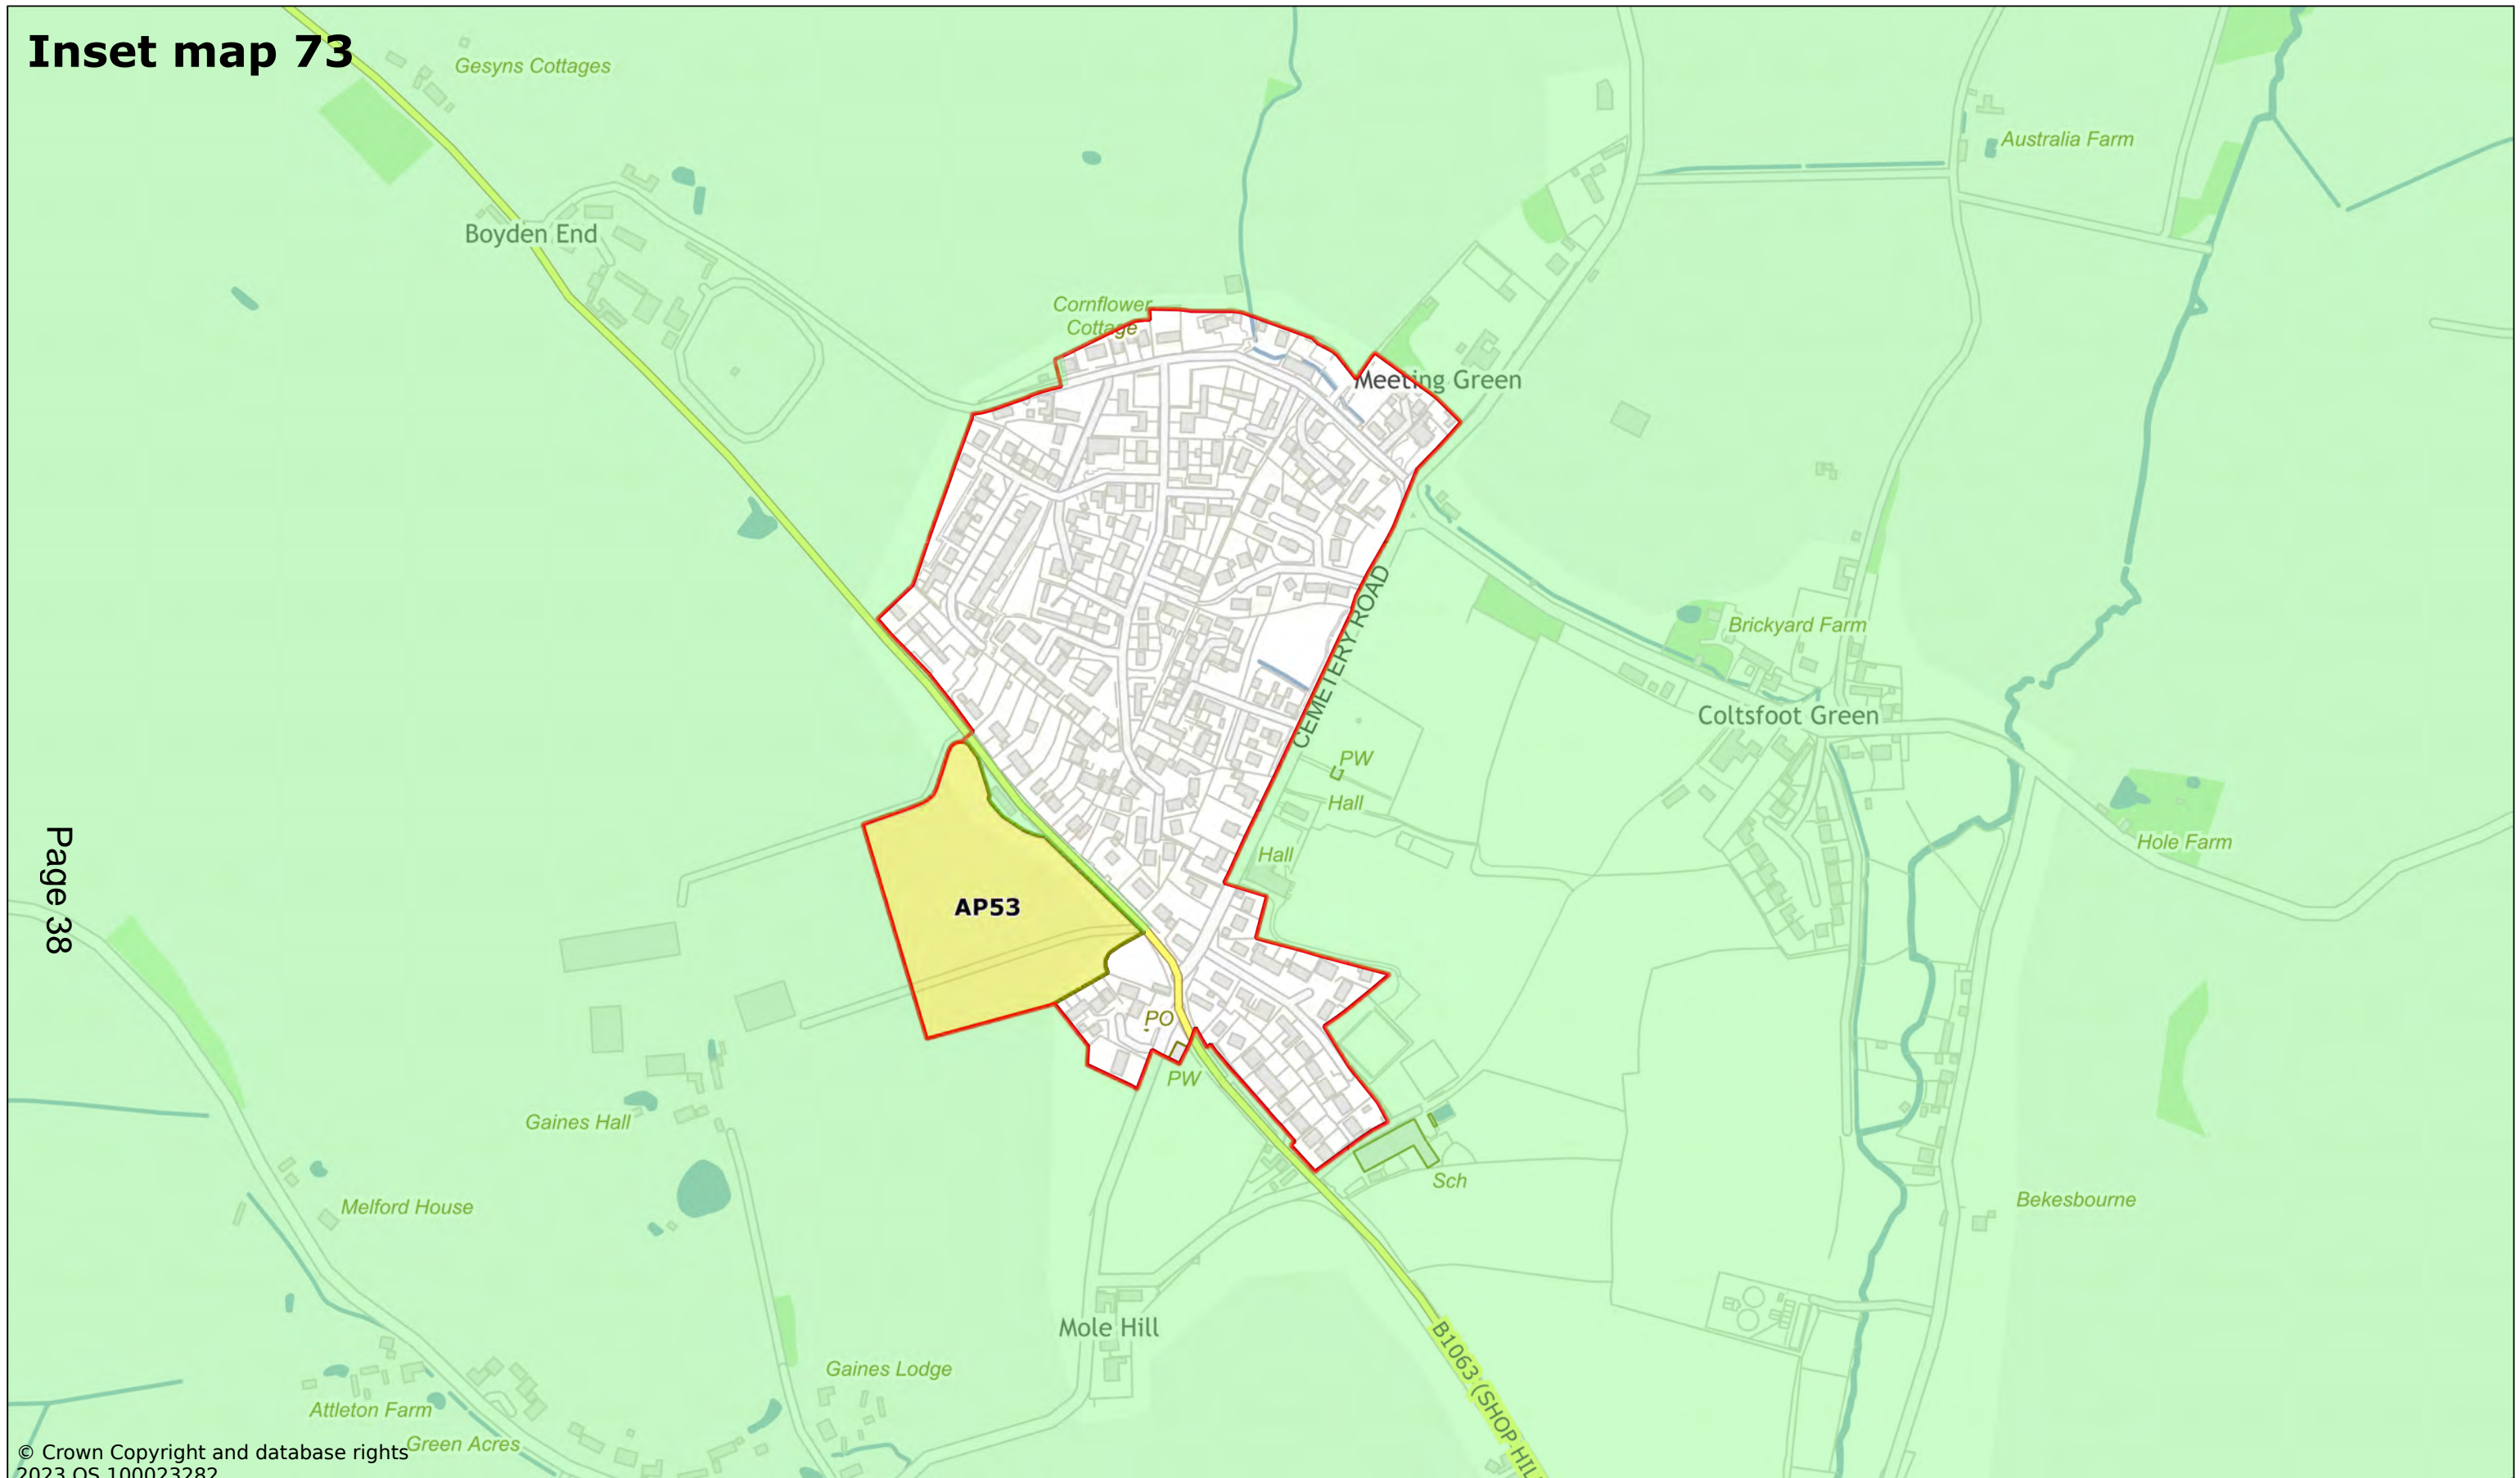 Inset map 73
Gesyns Cottages
Australia Farm
Boyden End
Cornflower
Cottage
Meeting Green
CEMETERY ROAD
Brickyard Farm
Coltsfoot Green
PW
Hall
Hole Farm
Hall
Page 38
AP53
PO
PW
Gaines Hall
Sch
Melford House
Bekesbourne
Mole Hill
B1063 (SHOP HIL
Gaines Lodge
Attleton Farm
Green Acres
© Crown Copyright and database rights
2023 OS 100023282